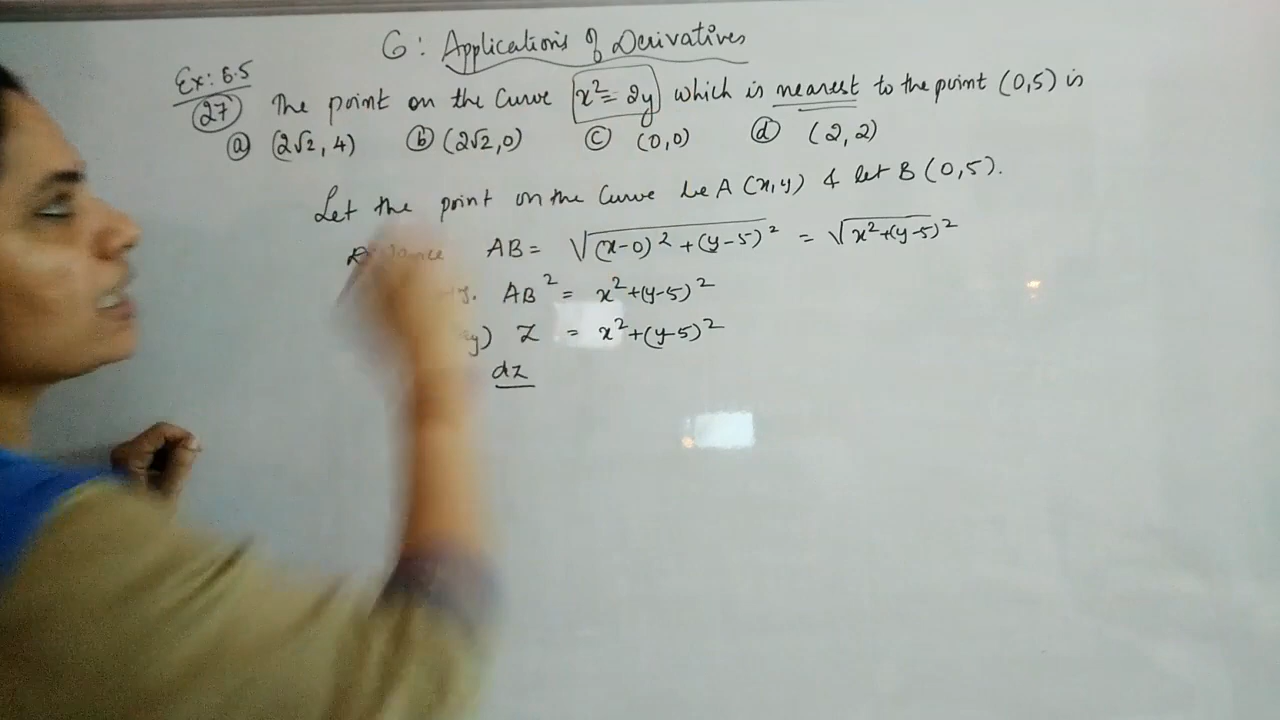 6: Applications of Derivatives
Ex: 6.5
27 The point on the curve x²=2y which is nearest to the point (0,5) is
a (2√2, 4) b (2√2,0) c (0,0) d (2,2)
Let the point on the curve be A (x,y) & let B (0,5).
AB = √(x-0)²+(y-5)² = √x²+(y-5)²
AB² = x²+(y-5)²
Z = x²+(y-5)²
dz